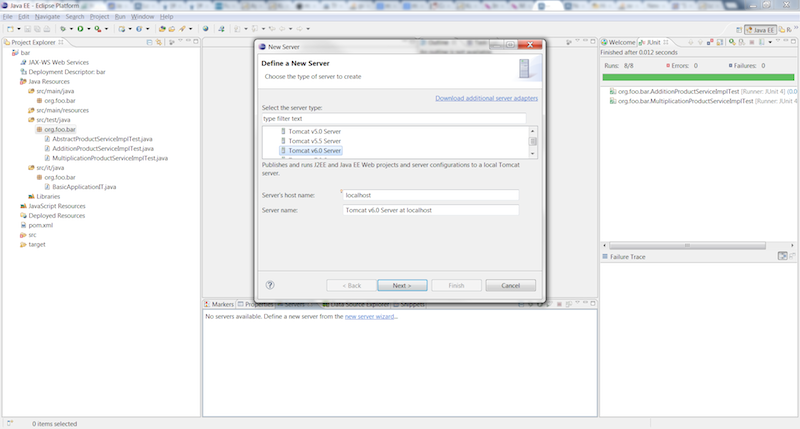 Java EE - Eclipse Platform
File Edit Navigate Search Project Run Window Help
Java EE
Project Explorer
bar
JAX-WS Web Services
Deployment Descriptor: bar
Java Resources
src/main/java
org.foo.bar
src/main/resources
src/test/java
org.foo.bar
AbstractProductServiceImplTest.java
AdditionProductServiceImplTest.java
MultiplicationProductServiceImplTest.java
src/it/java
org.foo.bar
BasicApplicationIT.java
Libraries
JavaScript Resources
Deployed Resources
pom.xml
src
target
New Server
Define a New Server
Choose the type of server to create
Download additional server adapters
Select the server type:
type filter text
Tomcat v5.0 Server
Tomcat v5.5 Server
Tomcat v6.0 Server
Publishes and runs J2EE and Java EE Web projects and server configurations to a local Tomcat
server.
Server's host name: localhost
Server name: Tomcat v6.0 Server at localhost
< Back Next > Finish Cancel
Markers Properties Servers Data Source Explorer Snippets
No servers available. Define a new server from the new server wizard...
Welcome JUnit
Finished after 0.012 seconds
Runs: 8/8 Errors: 0 Failures: 0
org.foo.bar.AdditionProductServiceImplTest [Runner: JUnit 4] (0.0
org.foo.bar.MultiplicationProductServiceImplTest [Runner: JUnit
Failure Trace
0 items selected